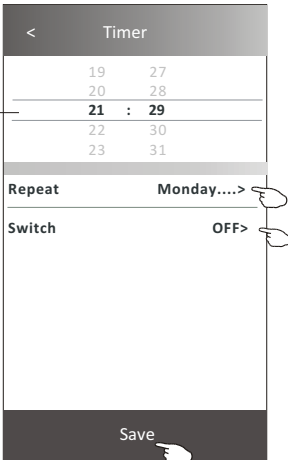 < Timer
19 27
20 28
21 : 29
22 30
23 31
Repeat Monday....>
Switch OFF>
Save